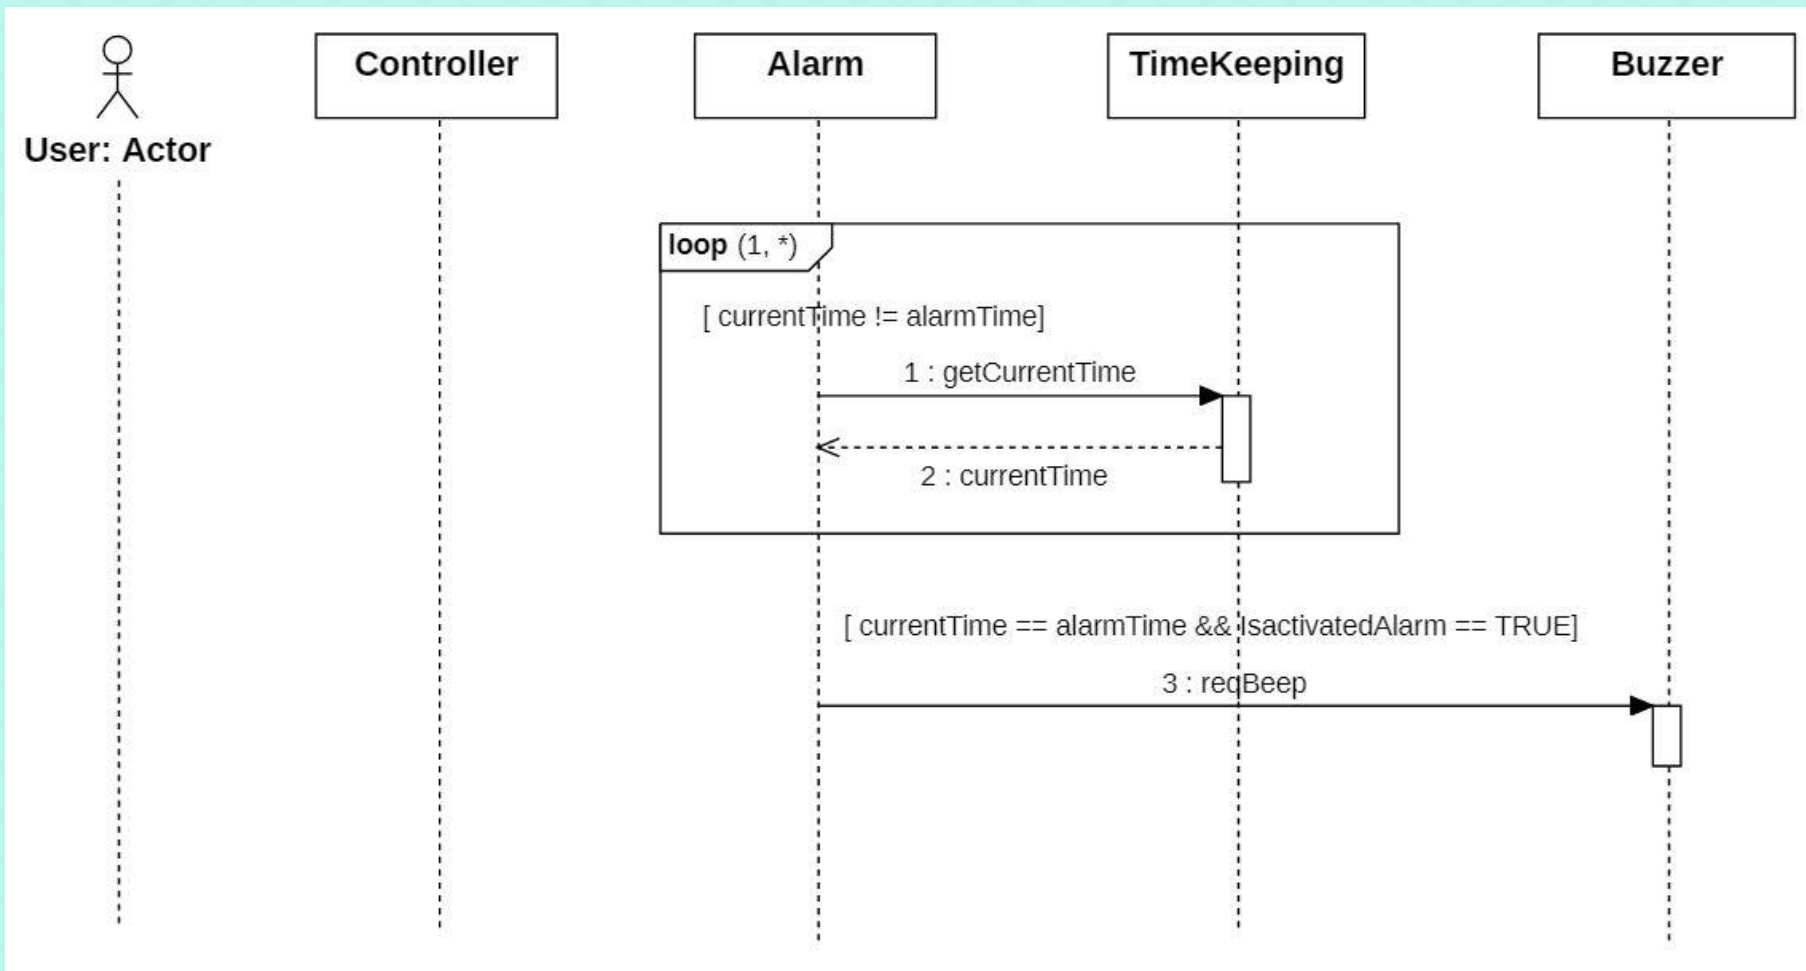 User: Actor
Controller
Alarm
TimeKeeping
Buzzer
loop (1, *)
[ currentTime != alarmTime]
1 : getCurrentTime
2 : currentTime
[ currentTime == alarmTime && IsactivatedAlarm == TRUE]
3 : reqBeep